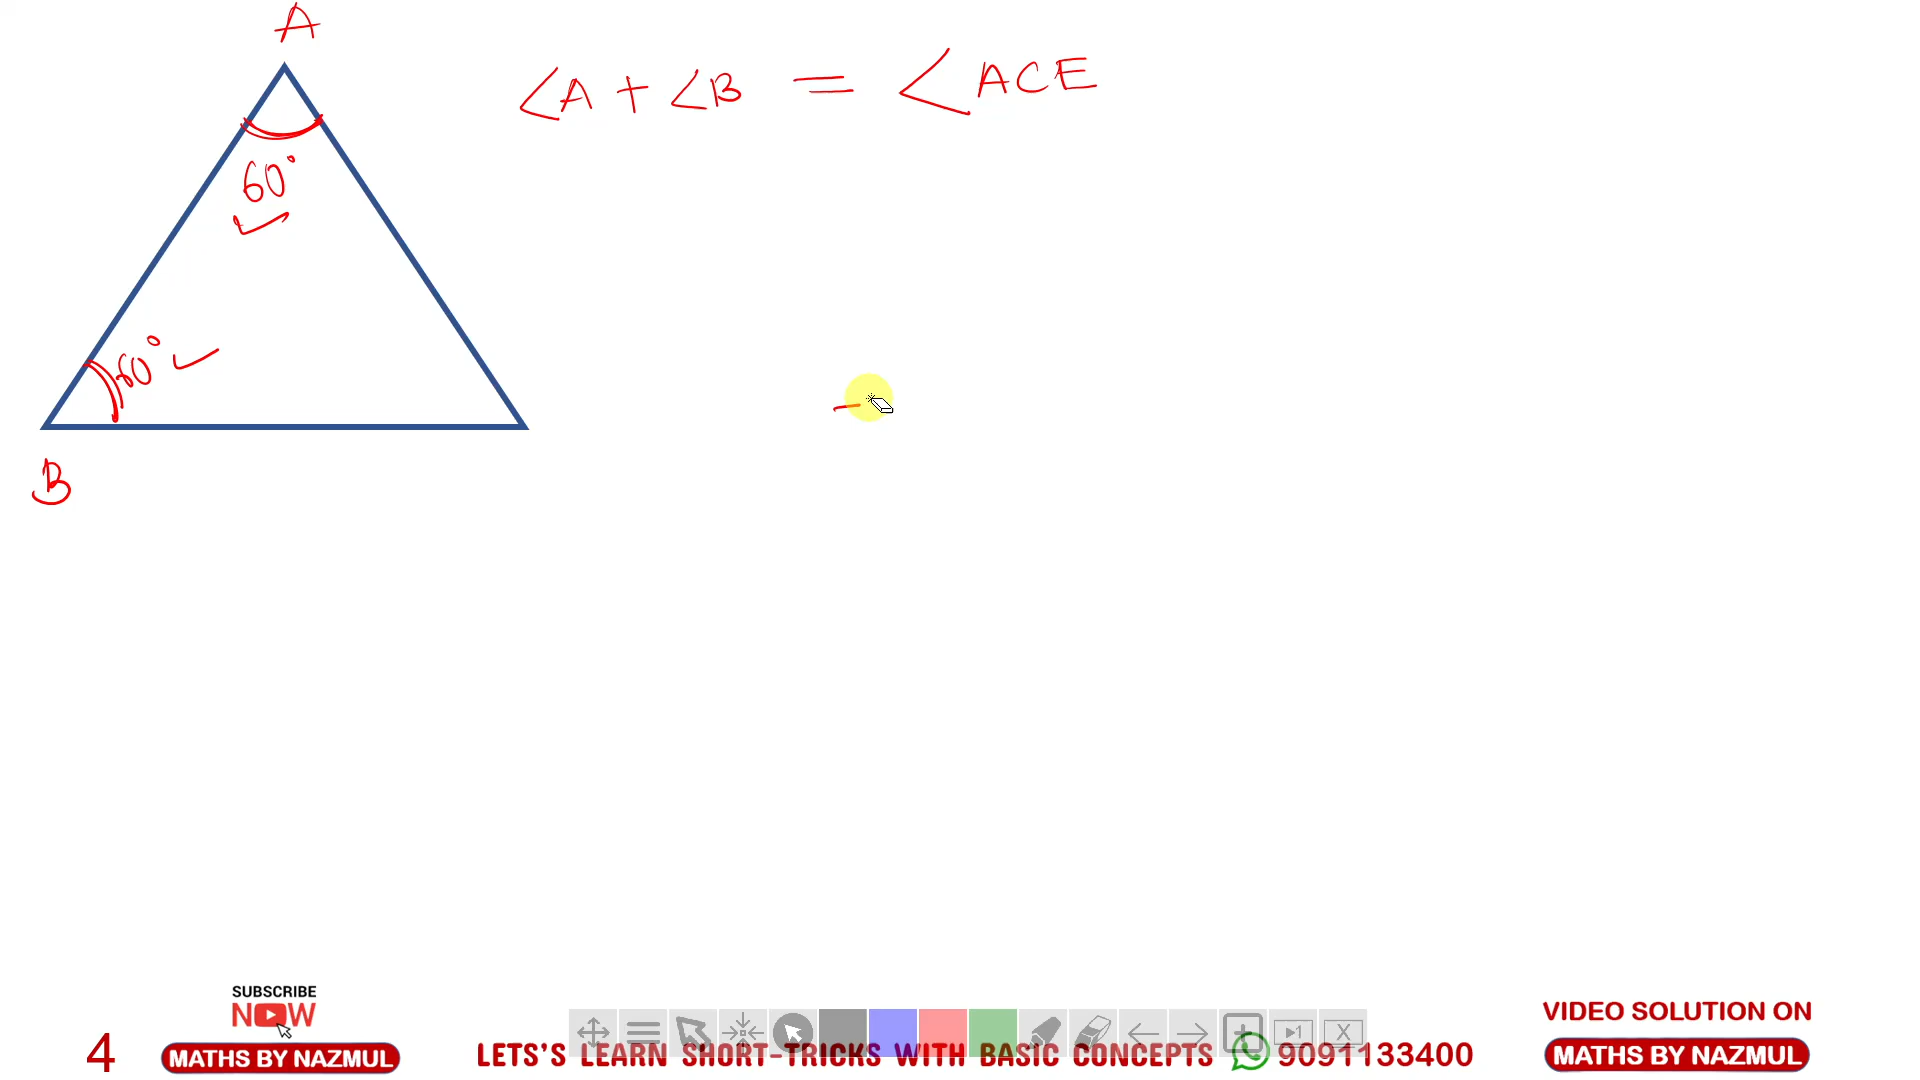 A
∠A + ∠B = ∠ACE
60°
60°
B
4
SUBSCRIBE
NOW
MATHS BY NAZMUL
LETS'S LEARN SHORT-TRICKS WITH BASIC CONCEPTS 9091133400
VIDEO SOLUTION ON
MATHS BY NAZMUL